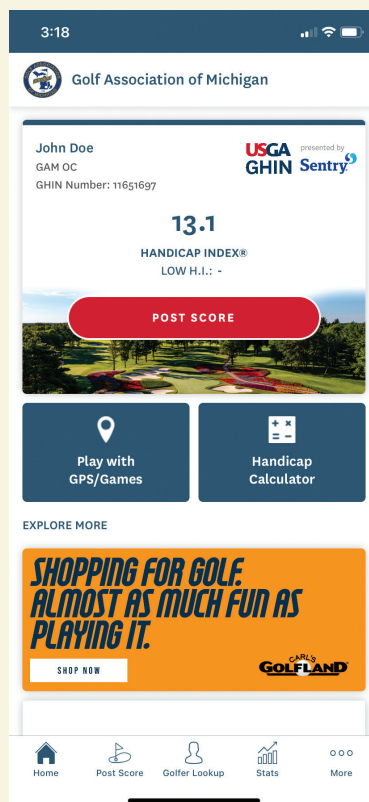 3:18
Golf Association of Michigan
John Doe
GAM OC
GHIN Number: 11651697
USGA
GHIN
presented by
Sentry
13.1
HANDICAP INDEX®
LOW H.I.: -
POST SCORE
Play with
GPS/Games
Handicap
Calculator
EXPLORE MORE
SHOPPING FOR GOLF.
ALMOST AS MUCH FUN AS
PLAYING IT.
SHOP NOW
CARL'S
GOLFLAND
Home
Post Score
Golfer Lookup
Stats
More